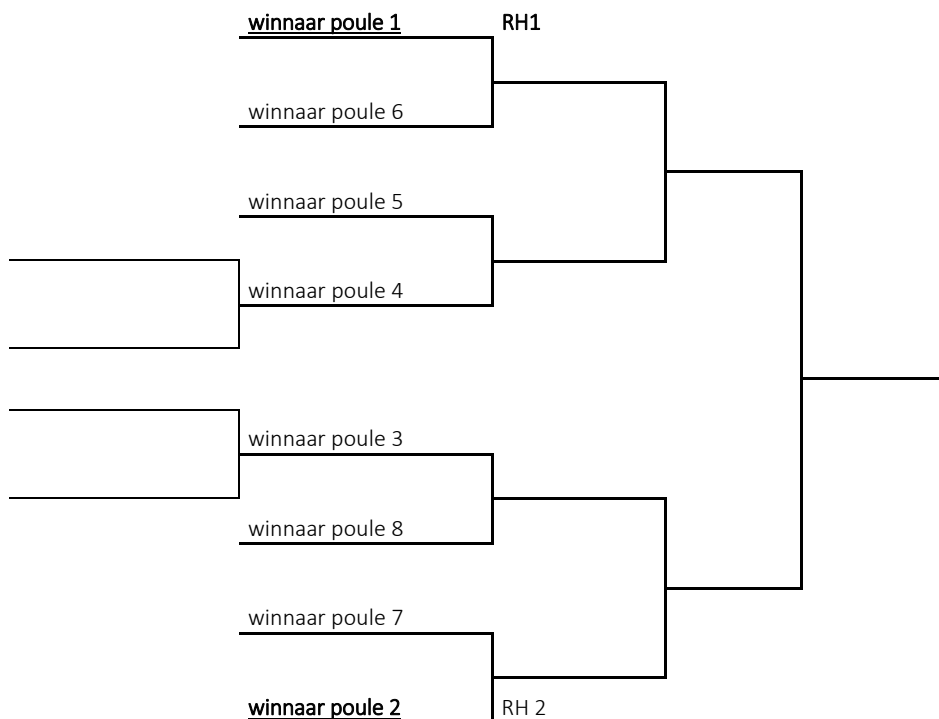 winnaar poule 1 RH1
winnaar poule 6
winnaar poule 5
winnaar poule 4
winnaar poule 3
winnaar poule 8
winnaar poule 7
winnaar poule 2 RH 2